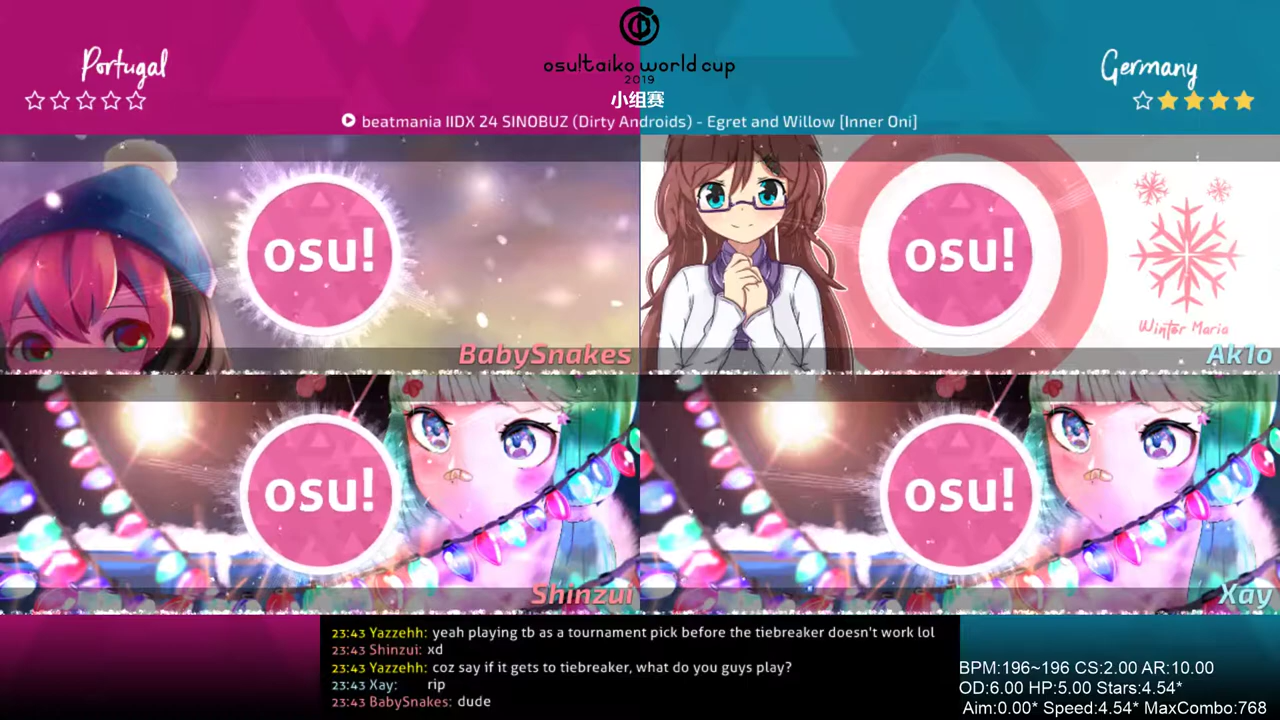 Portugal
Germany
osu!taiko world cup
2019
小组赛
beatmania IIDX 24 SINOBUZ (Dirty Androids) - Egret and Willow [Inner Oni]
osu!
osu!
Winter Maria
BabySnakes
Ak1o
osu!
osu!
Shinzui
Xay
23:43 Yazzehh: yeah playing tb as a tournament pick before the tiebreaker doesn't work lol
23:43 Shinzui: xd
23:43 Yazzehh: coz say if it gets to tiebreaker, what do you guys play?
23:43 Xay: rip
23:43 BabySnakes: dude
BPM:196~196 CS:2.00 AR:10.00
OD:6.00 HP:5.00 Stars:4.54*
Aim:0.00* Speed:4.54* MaxCombo:768